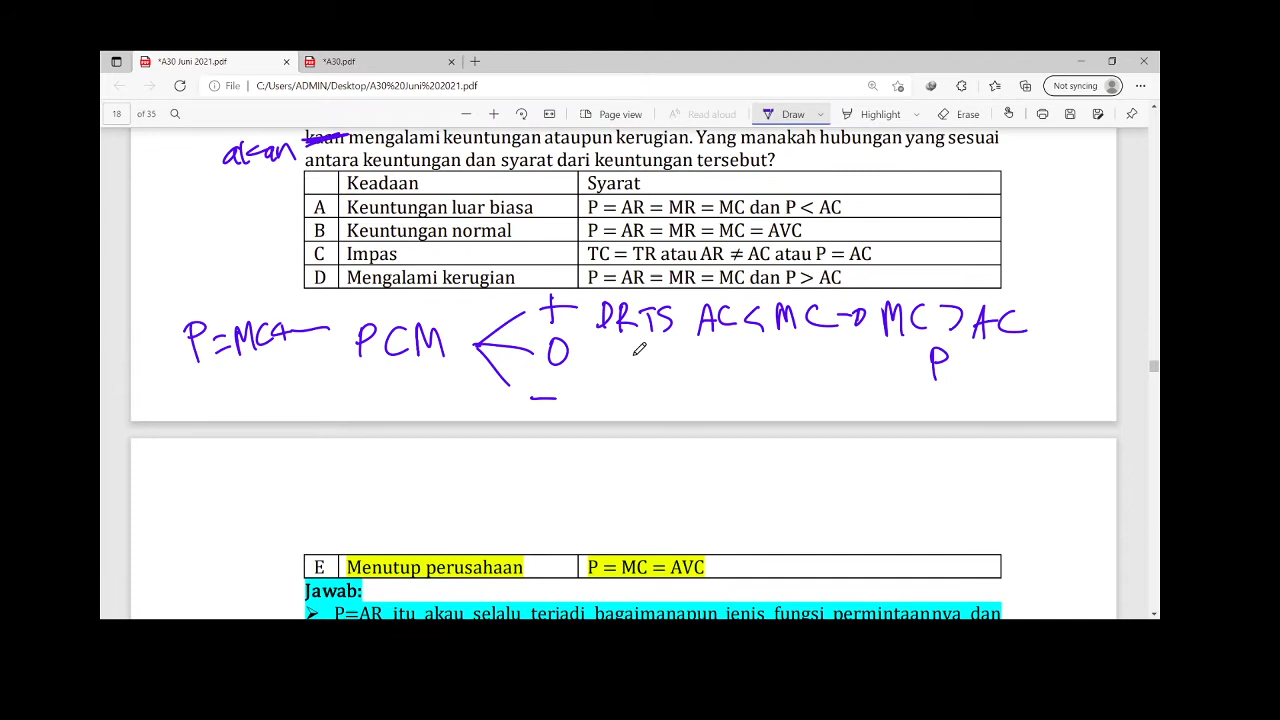 *A30 Juni 2021.pdf
*A30.pdf
File C:/Users/ADMIN/Desktop/A30%20Juni%202021.pdf
Not syncing
18 of 35
Page view
Read aloud
Draw
Highlight
Erase
akan kaan mengalami keuntungan ataupun kerugian. Yang manakah hubungan yang sesuai
antara keuntungan dan syarat dari keuntungan tersebut?
Keadaan Syarat
A Keuntungan luar biasa P = AR = MR = MC dan P < AC
B Keuntungan normal P = AR = MR = MC = AVC
C Impas TC = TR atau AR ≠ AC atau P = AC
D Mengalami kerugian P = AR = MR = MC dan P > AC
+ DRTS AC < MC → MC > AC
P=MC ← PCM 0 P
−
E Menutup perusahaan P = MC = AVC
Jawab:
➢ P=AR itu akau selalu terjadi bagaimanapun jenis fungsi permintaannya dan